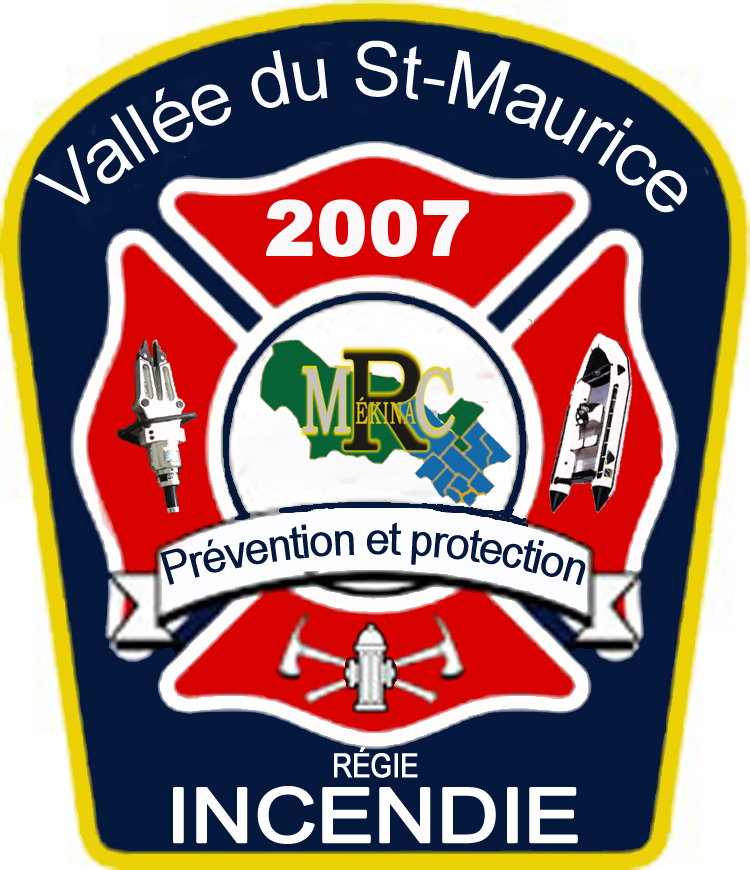 Vallée du St-Maurice
2007
MRC
MÉKINAC
Prévention et protection
RÉGIE
INCENDIE